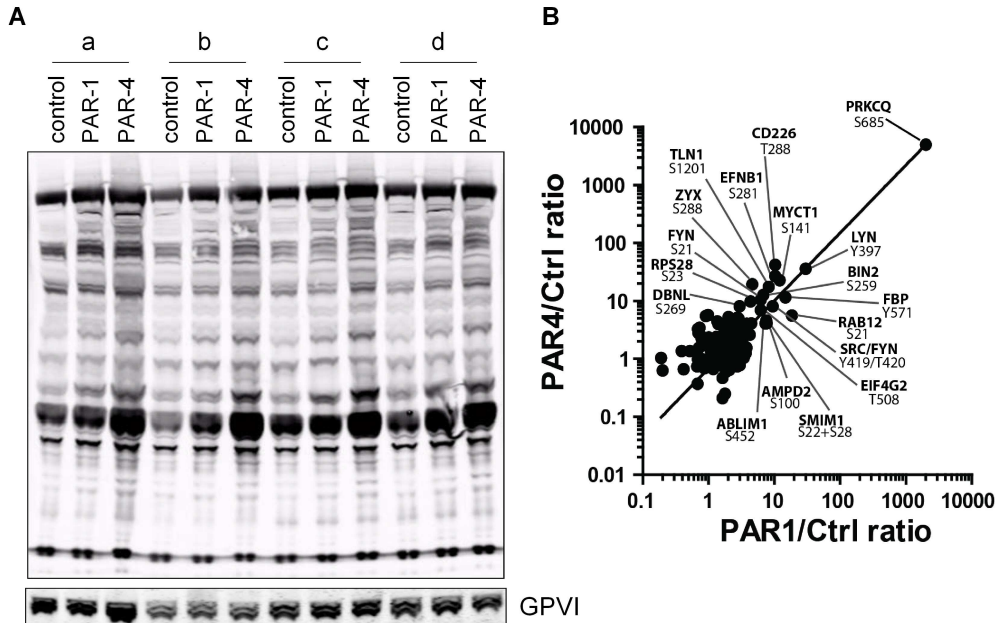 A
a b c d
control PAR-1 PAR-4 control PAR-1 PAR-4 control PAR-1 PAR-4 control PAR-1 PAR-4
GPVI
B
PAR4/Ctrl ratio
10000
1000
100
10
1
0.1
0.01
0.1 1 10 100 1000 10000
PAR1/Ctrl ratio
PRKCQ
S685
CD226
T288
TLN1
S1201
EFNB1
S281
ZYX
S288
MYCT1
S141
FYN
S21
LYN
Y397
RPS28
S23
BIN2
S259
DBNL
S269
FBP
Y571
RAB12
S21
SRC/FYN
Y419/T420
EIF4G2
T508
AMPD2
S100
SMIM1
S22+S28
ABLIM1
S452